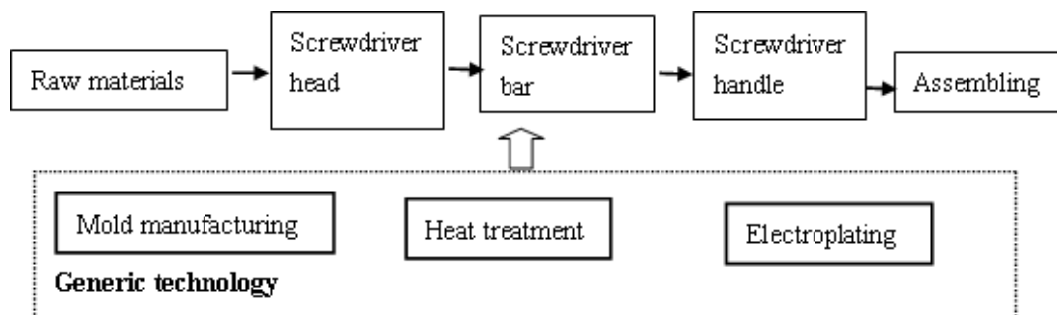 Raw materials
Screwdriver
head
Screwdriver
bar
Screwdriver
handle
Assembling
Mold manufacturing
Heat treatment
Electroplating
Generic technology